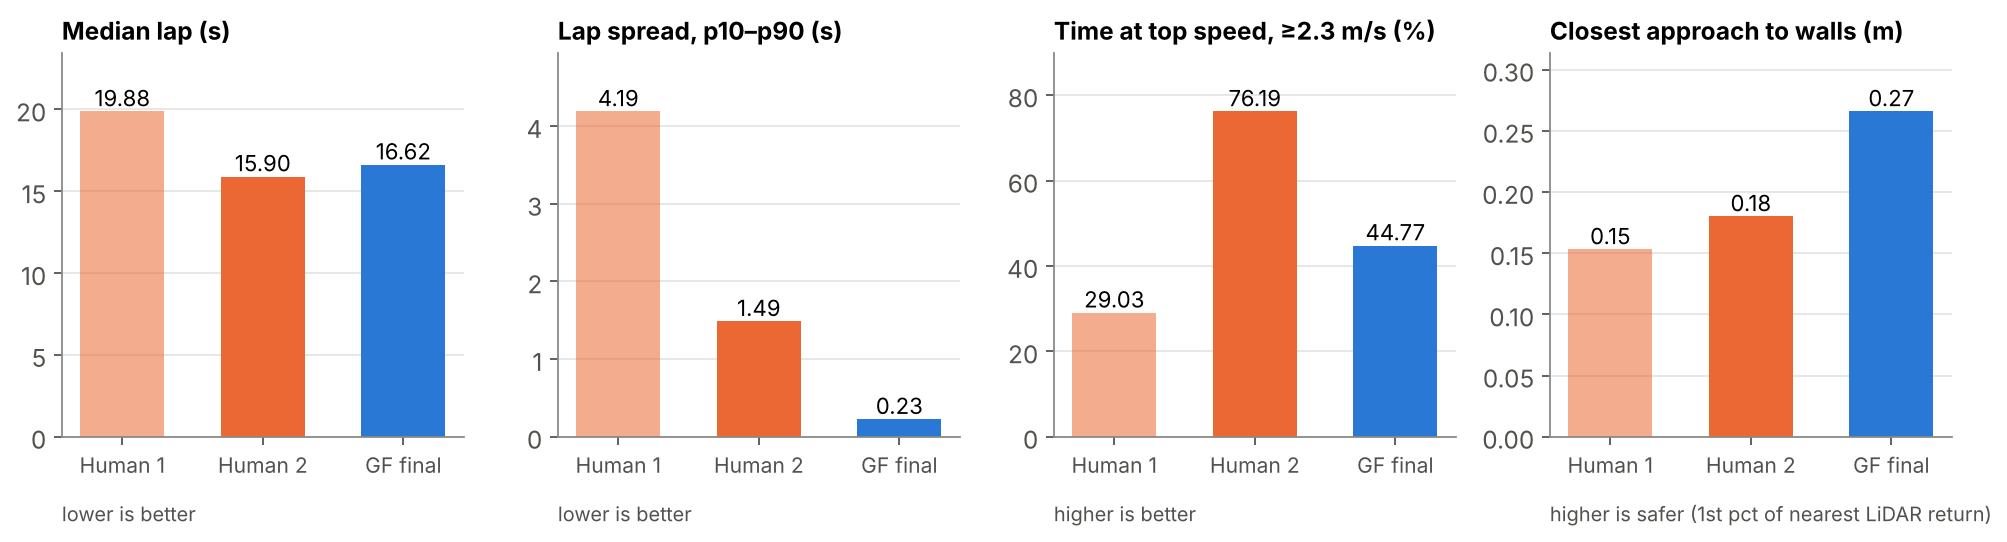 Median lap (s)
19.88
15.90
16.62
20
15
10
5
0
Human 1
Human 2
GF final
lower is better
Lap spread, p10–p90 (s)
4.19
1.49
0.23
4
3
2
1
0
Human 1
Human 2
GF final
lower is better
Time at top speed, ≥2.3 m/s (%)
76.19
44.77
29.03
80
60
40
20
0
Human 1
Human 2
GF final
higher is better
Closest approach to walls (m)
0.27
0.18
0.15
0.30
0.25
0.20
0.15
0.10
0.05
0.00
Human 1
Human 2
GF final
higher is safer (1st pct of nearest LiDAR return)